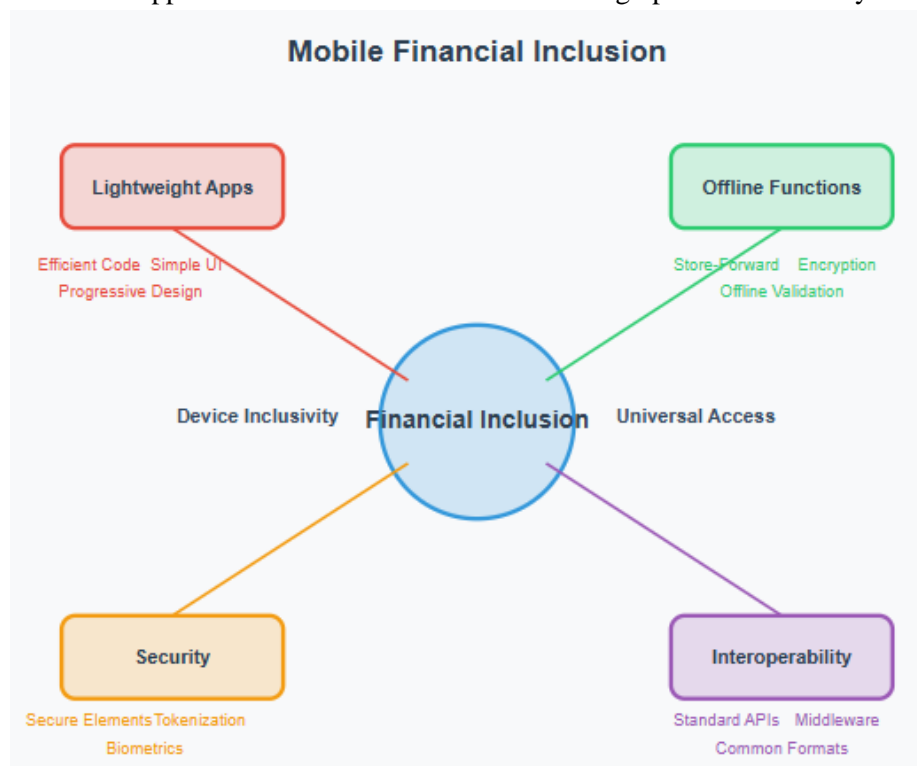 Mobile Financial Inclusion
Lightweight Apps
Offline Functions
Efficient Code Simple UI
Progressive Design
Store-Forward Encryption
Offline Validation
Device Inclusivity
Financial Inclusion
Universal Access
Security
Interoperability
Secure Elements Tokenization
Biometrics
Standard APIs Middleware
Common Formats